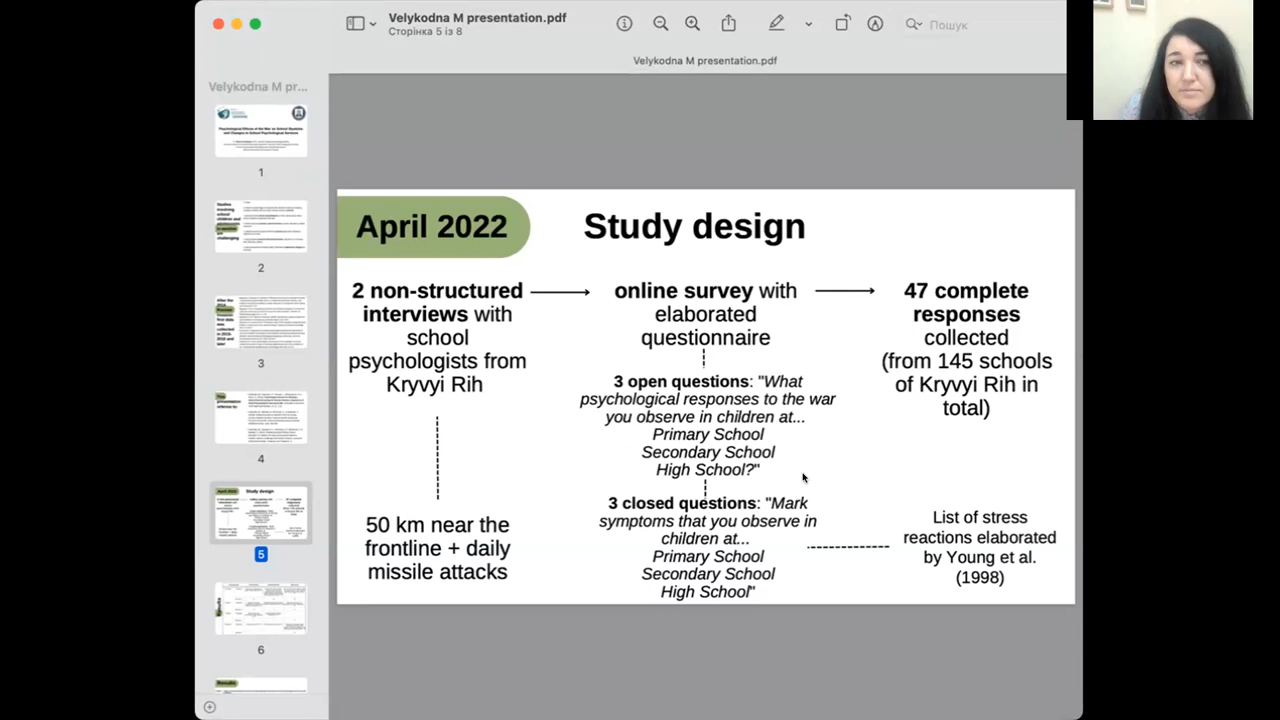 Velykodna M presentation.pdf
Сторінка 5 із 8
Пошук
Velykodna M presentation.pdf
Velykodna M pr...
1
2
3
4
5
6
April 2022
Study design
2 non-structured
interviews with
school
psychologists from
Kryvyi Rih
50 km near the
frontline + daily
missile attacks
online survey with
elaborated
questionnaire
3 open questions: "What
psychological responses to the war
you observe in children at...
Primary School
Secondary School
High School?"
3 closed questions: "Mark
symptoms that you observe in
children at...
Primary School
Secondary School
High School"
47 complete
responses
collected
(from 145 schools
of Kryvyi Rih in
total)
List of stress
reactions elaborated
by Young et al.
(1998)